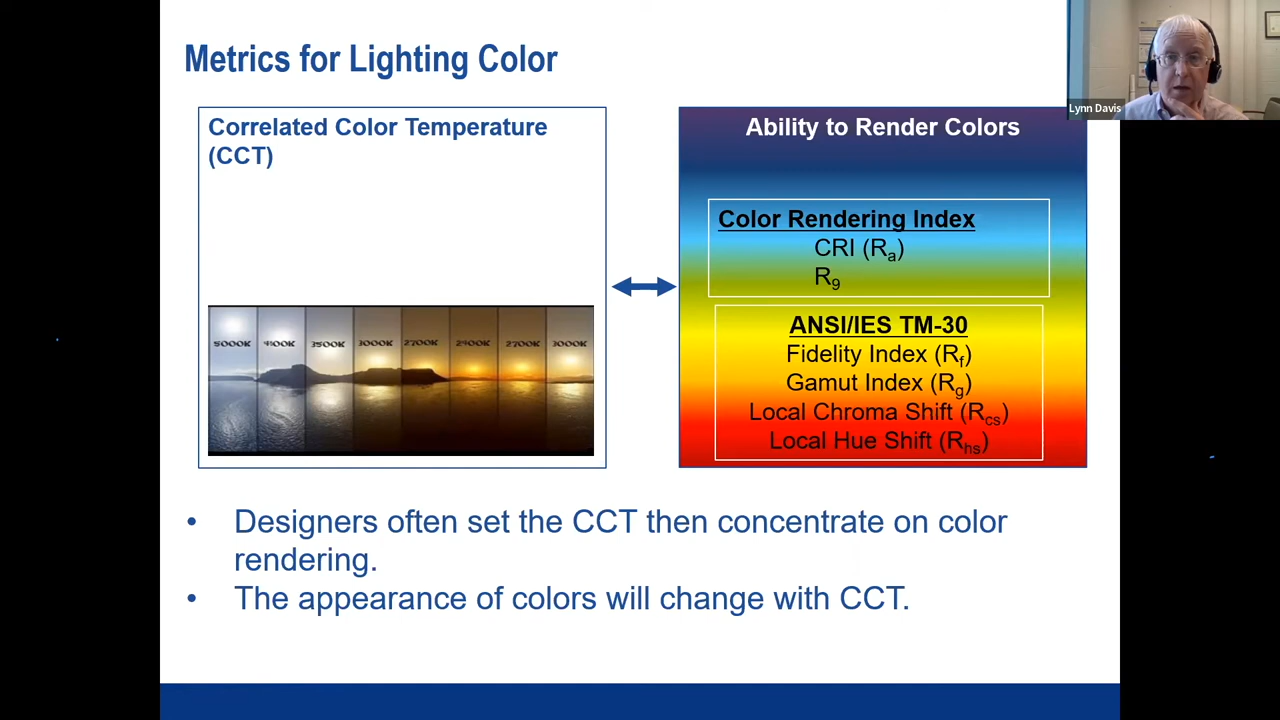 Metrics for Lighting Color
Lynn Davis
Correlated Color Temperature
(CCT)
5000K 4100K 3500K 3000K 2700K 2400K 2700K 3000K
Ability to Render Colors
Color Rendering Index
CRI (Ra)
R9
ANSI/IES TM-30
Fidelity Index (Rf)
Gamut Index (Rg)
Local Chroma Shift (Rcs)
Local Hue Shift (Rhs)
• Designers often set the CCT then concentrate on color
rendering.
• The appearance of colors will change with CCT.